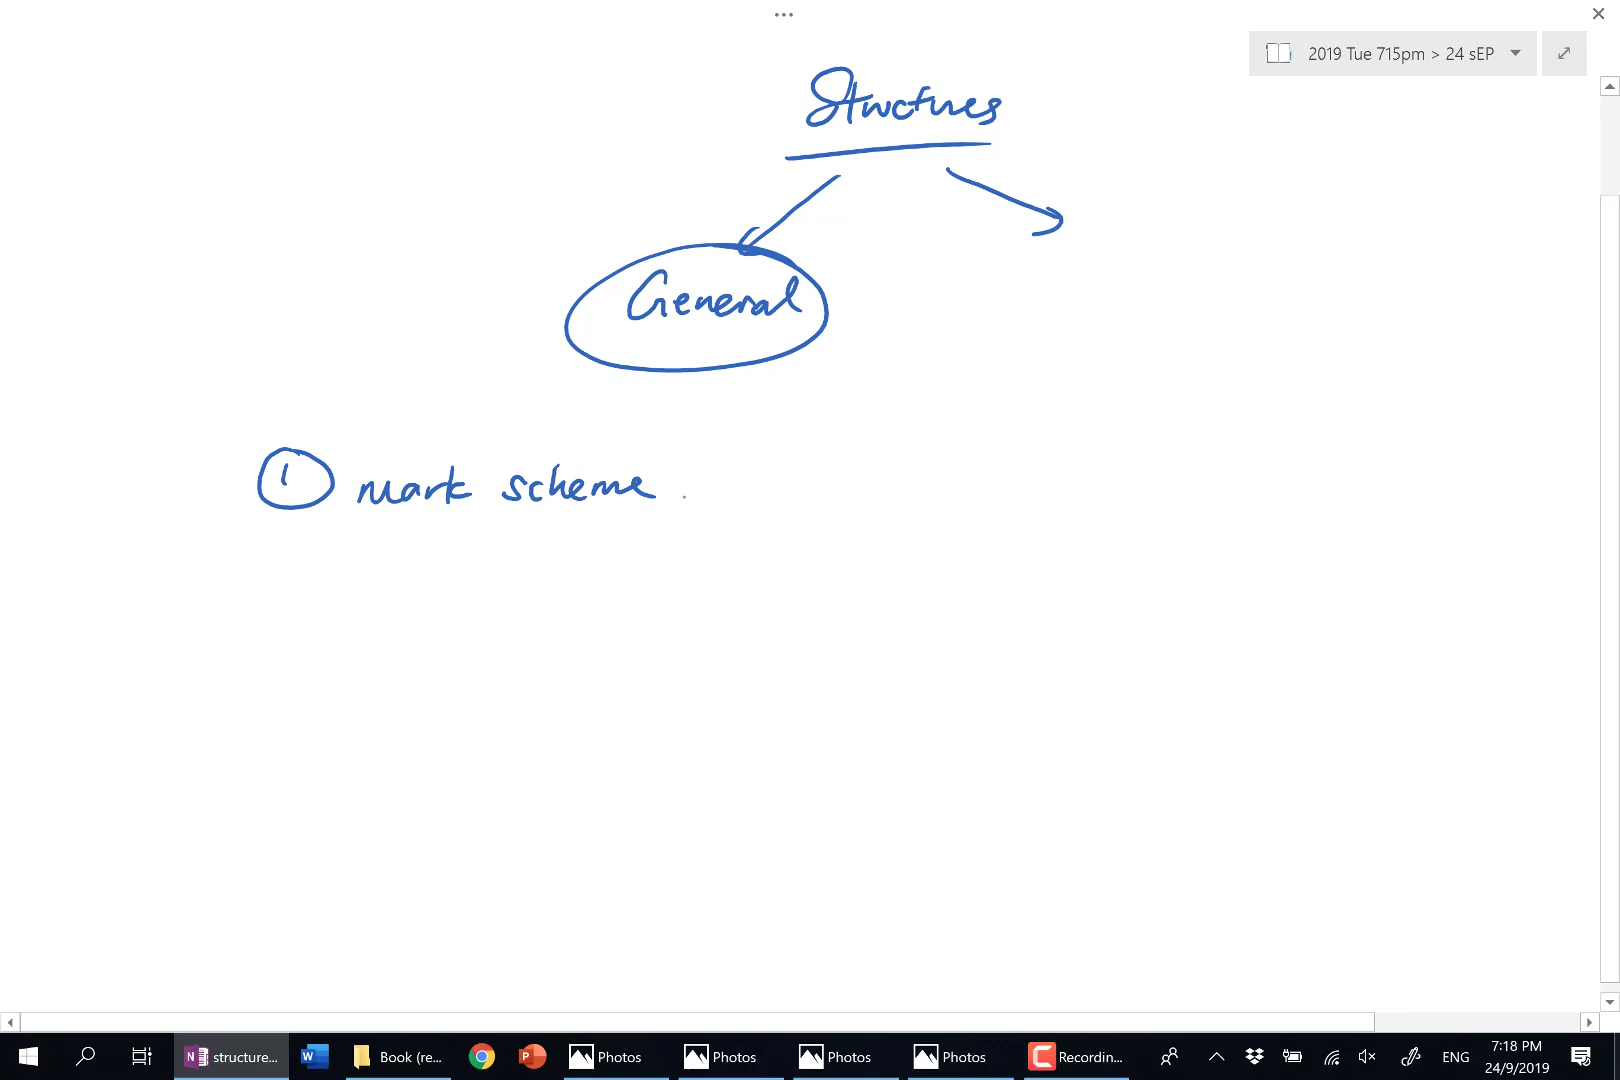 2019 Tue 715pm > 24 sEP
Structures
General
1 mark scheme
structure...
Book (re...
Photos
Photos
Photos
Photos
Recordin...
ENG
7:18 PM
24/9/2019